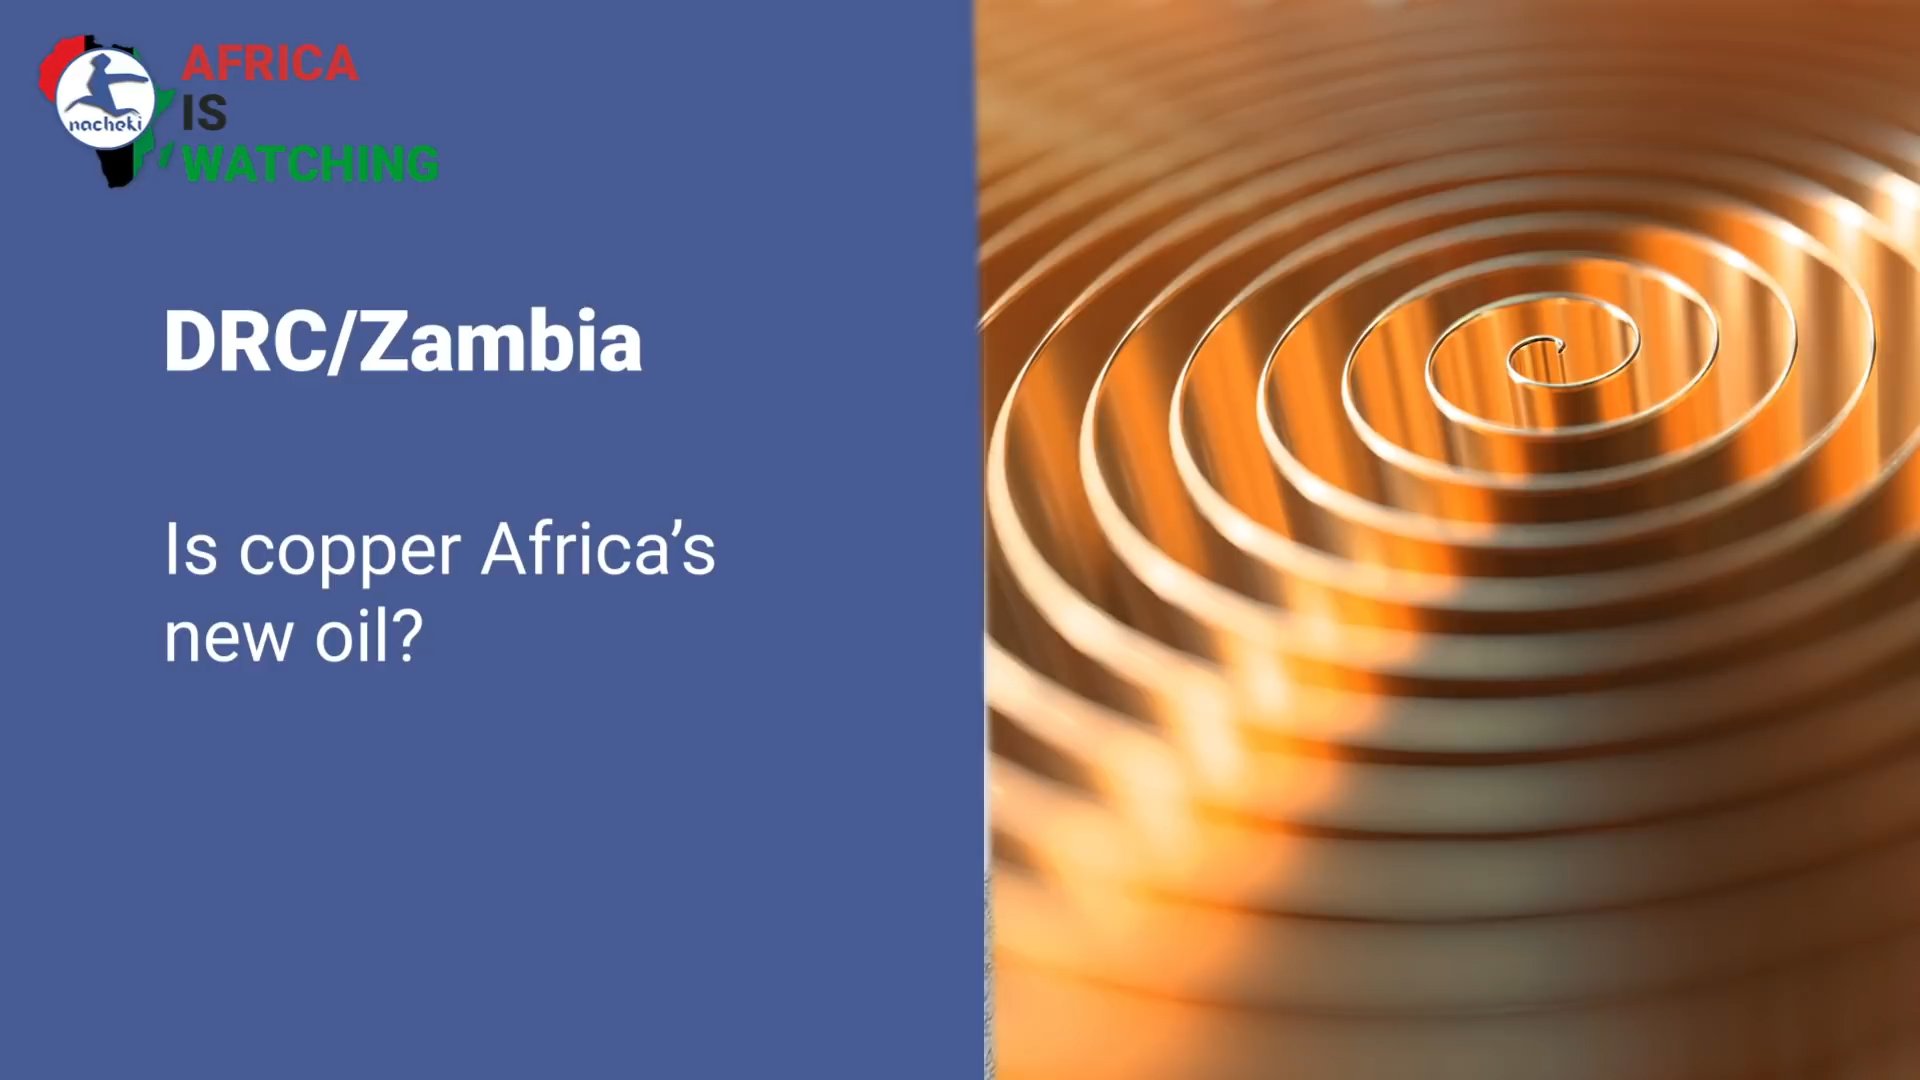 nacheki
AFRICA
IS
WATCHING
DRC/Zambia
Is copper Africa’s
new oil?